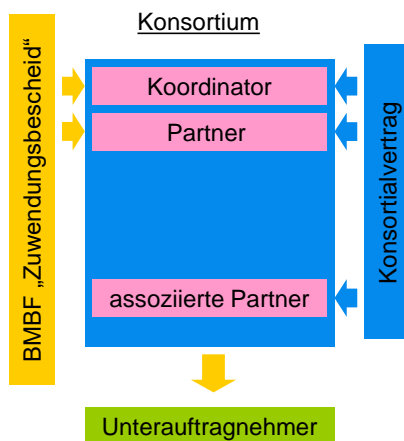 Konsortium
BMBF „Zuwendungsbescheid“
Koordinator
Partner
assoziierte Partner
Konsortialvertrag
Unterauftragnehmer